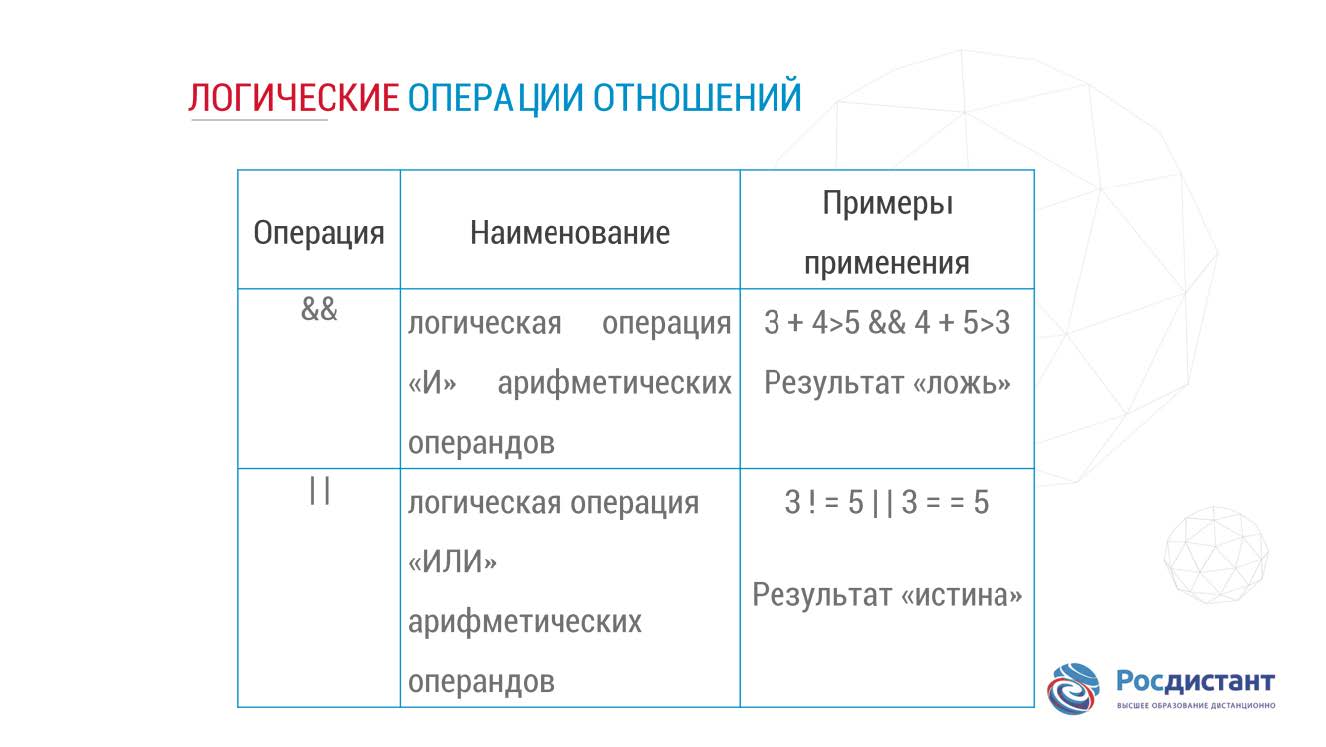 ЛОГИЧЕСКИЕ ОПЕРАЦИИ ОТНОШЕНИЙ
Операция
Наименование
Примеры
применения
&&
логическая операция
«И» арифметических
операндов
3 + 4>5 && 4 + 5>3
Результат «ложь»
| |
логическая операция
«ИЛИ»
арифметических
операндов
3 ! = 5 | | 3 = = 5
Результат «истина»
Росдистант
ВЫСШЕЕ ОБРАЗОВАНИЕ ДИСТАНЦИОННО